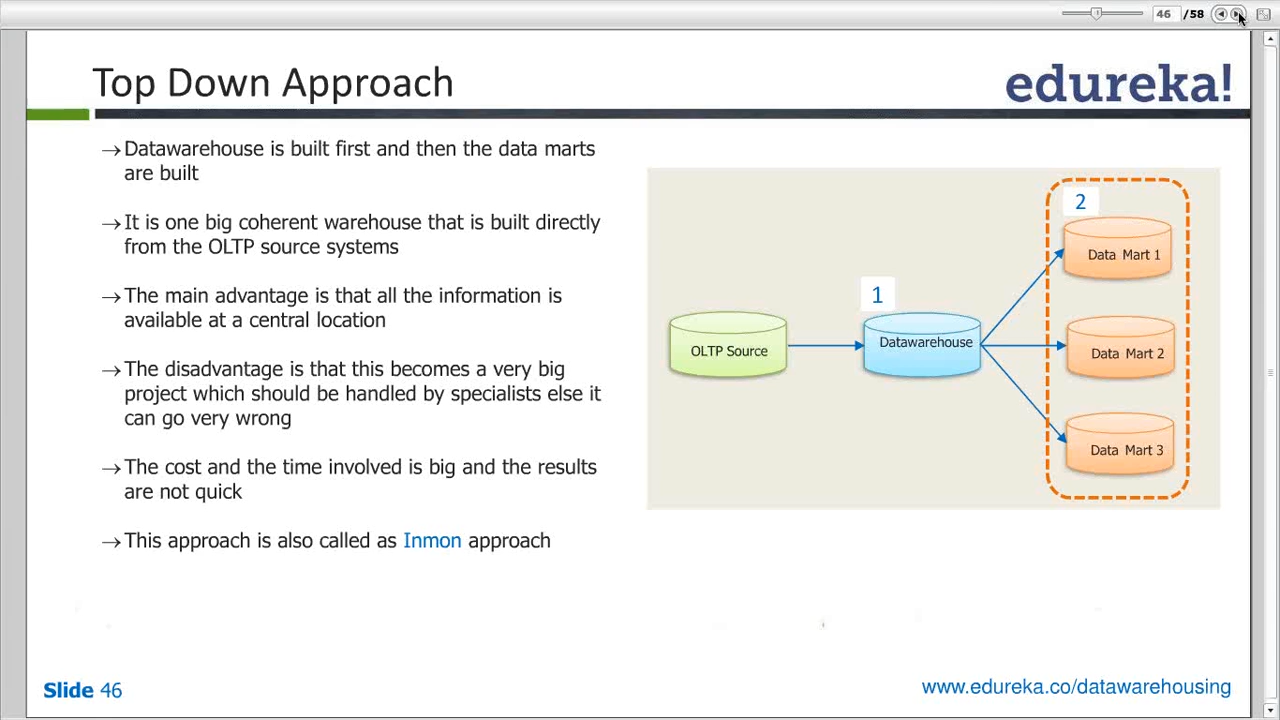 46 /58
Top Down Approach
edureka!
→Datawarehouse is built first and then the data marts
are built
→It is one big coherent warehouse that is built directly
from the OLTP source systems
→The main advantage is that all the information is
available at a central location
→The disadvantage is that this becomes a very big
project which should be handled by specialists else it
can go very wrong
→The cost and the time involved is big and the results
are not quick
→This approach is also called as Inmon approach
2
Data Mart 1
1
OLTP Source
Datawarehouse
Data Mart 2
Data Mart 3
Slide 46
www.edureka.co/datawarehousing